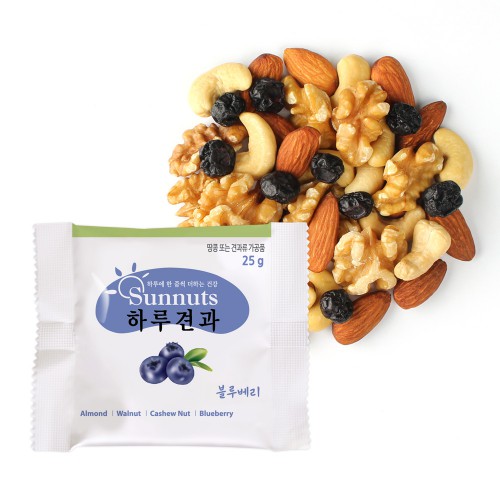 땅콩 또는 견과류 가공품
25 g
하루에 한 줌씩 더하는 건강
Sunnuts
하루견과
블루베리
Almond | Walnut | Cashew Nut | Blueberry